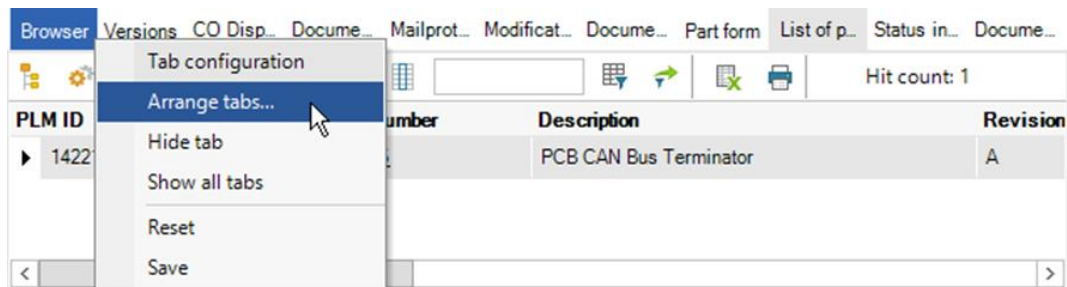 Browser Versions CO Disp... Docume... Mailprot... Modificat... Docume... Part form List of p... Status in... Docume...
Tab configuration
Hit count: 1
Arrange tabs...
PLM ID umber Description Revision
Hide tab
1422 PCB CAN Bus Terminator A
Show all tabs
Reset
Save